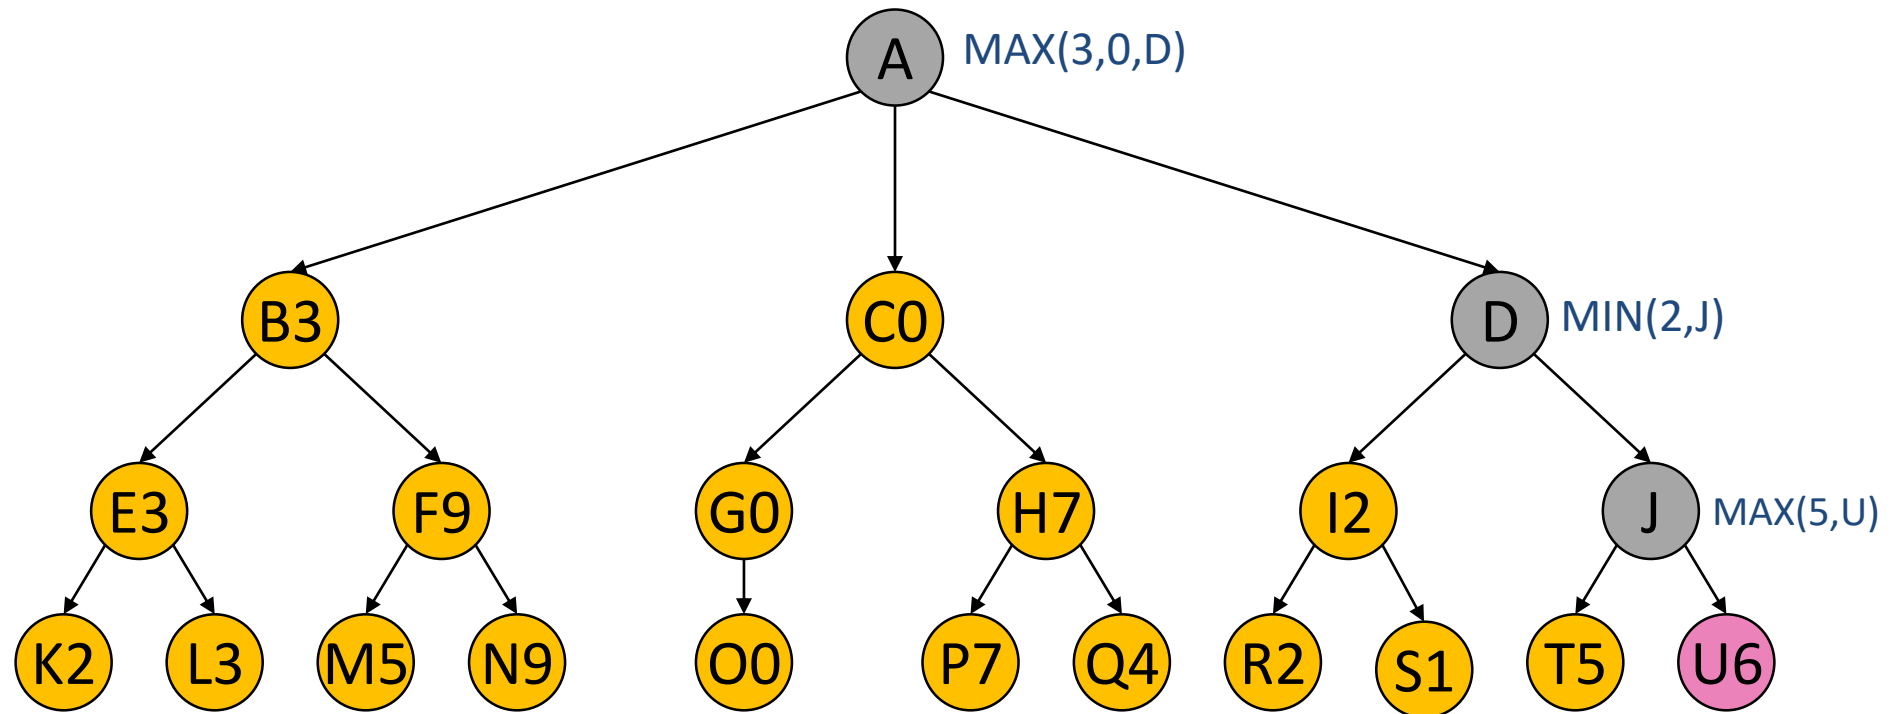 A MAX(3,0,D)
B3 C0 D MIN(2,J)
E3 F9 G0 H7 I2 J MAX(5,U)
K2 L3 M5 N9 O0 P7 Q4 R2 S1 T5 U6